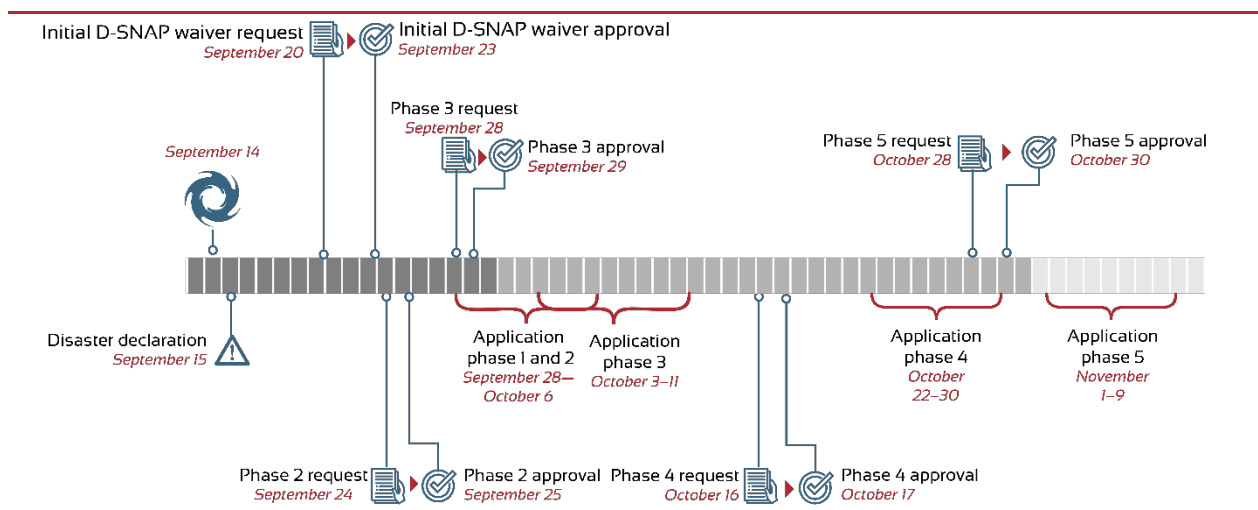 Initial D-SNAP waiver request
September 20
Initial D-SNAP waiver approval
September 23
Phase 3 request
September 28
Phase 3 approval
September 29
Phase 5 request
October 28
Phase 5 approval
October 30
September 14
Disaster declaration
September 15
Application
phase 1 and 2
September 28—
October 6
Application
phase 3
October 3–11
Application
phase 4
October
22–30
Application
phase 5
November
1–9
Phase 2 request
September 24
Phase 2 approval
September 25
Phase 4 request
October 16
Phase 4 approval
October 17